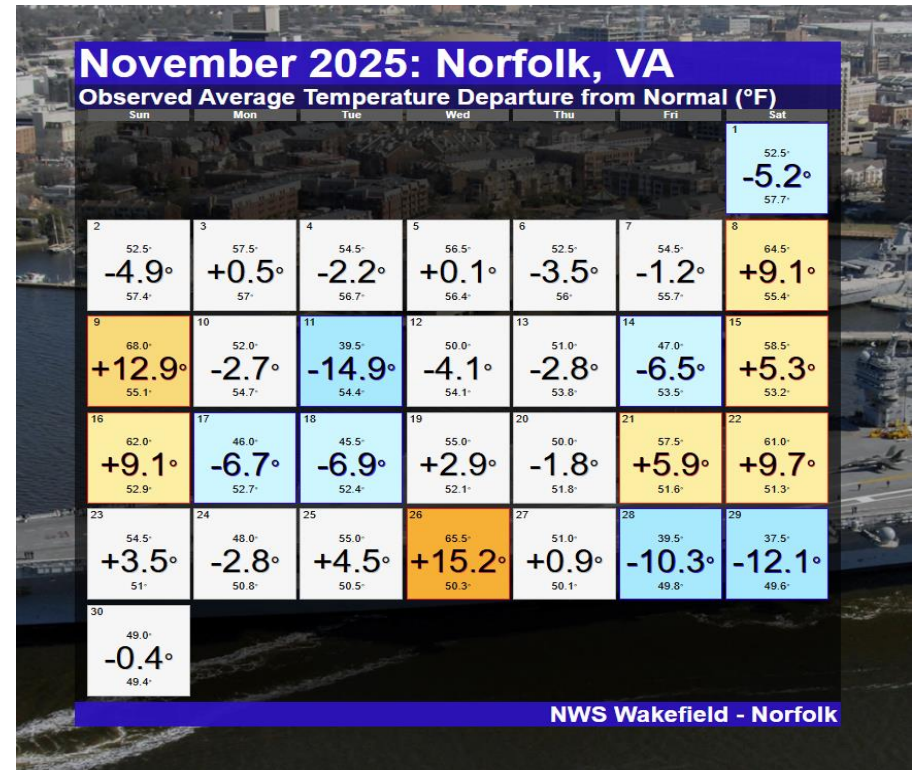 November 2025: Norfolk, VA
Observed Average Temperature Departure from Normal (°F)
Sun Mon Tue Wed Thu Fri Sat
1
52.5°
-5.2°
57.7°
2 3 4 5 6 7 8
52.5° 57.5° 54.5° 56.5° 52.5° 54.5° 64.5°
-4.9° +0.5° -2.2° +0.1° -3.5° -1.2° +9.1°
57.4° 57° 56.7° 56.4° 56° 55.7° 55.4°
9 10 11 12 13 14 15
68.0° 52.0° 39.5° 50.0° 51.0° 47.0° 58.5°
+12.9° -2.7° -14.9° -4.1° -2.8° -6.5° +5.3°
55.1° 54.7° 54.4° 54.1° 53.8° 53.5° 53.2°
16 17 18 19 20 21 22
62.0° 46.0° 45.5° 55.0° 50.0° 57.5° 61.0°
+9.1° -6.7° -6.9° +2.9° -1.8° +5.9° +9.7°
52.9° 52.7° 52.4° 52.1° 51.8° 51.6° 51.3°
23 24 25 26 27 28 29
54.5° 48.0° 55.0° 65.5° 51.0° 39.5° 37.5°
+3.5° -2.8° +4.5° +15.2° +0.9° -10.3° -12.1°
51° 50.8° 50.5° 50.3° 50.1° 49.8° 49.6°
30
49.0°
-0.4°
49.4°
NWS Wakefield - Norfolk